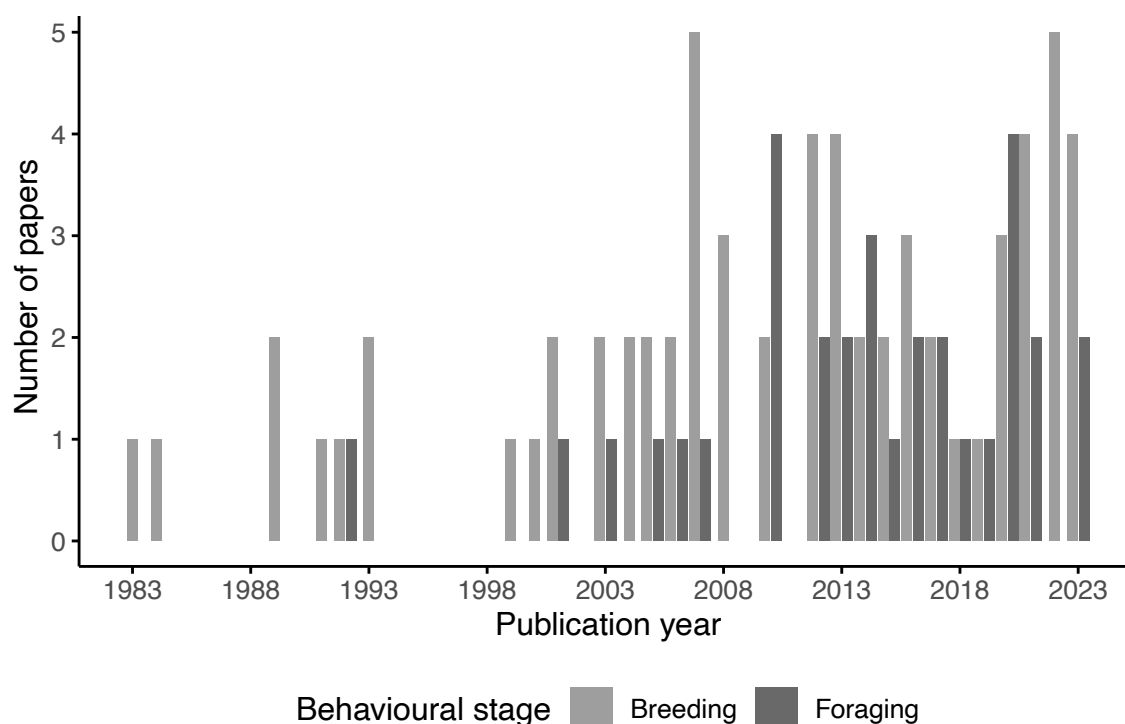 5
4
3
2
1
0
Number of papers
1983 1988 1993 1998 2003 2008 2013 2018 2023
Publication year
Behavioural stage Breeding Foraging